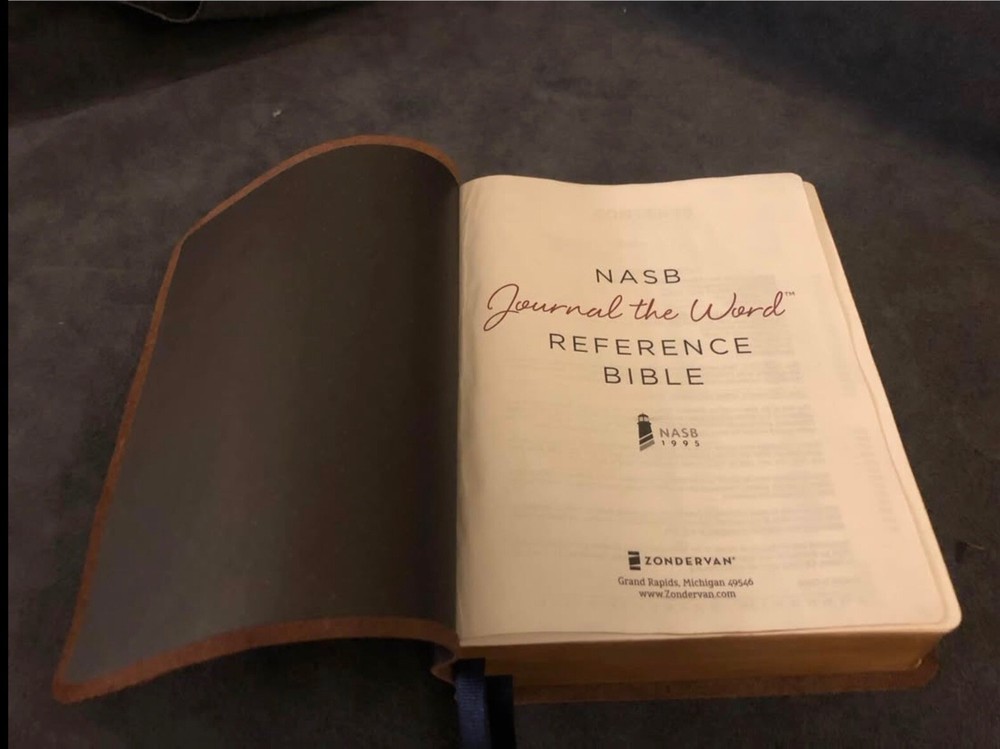 NASB
Journal the Word™
REFERENCE
BIBLE
NASB
1995
ZONDERVAN®
Grand Rapids, Michigan 49546
www.Zondervan.com